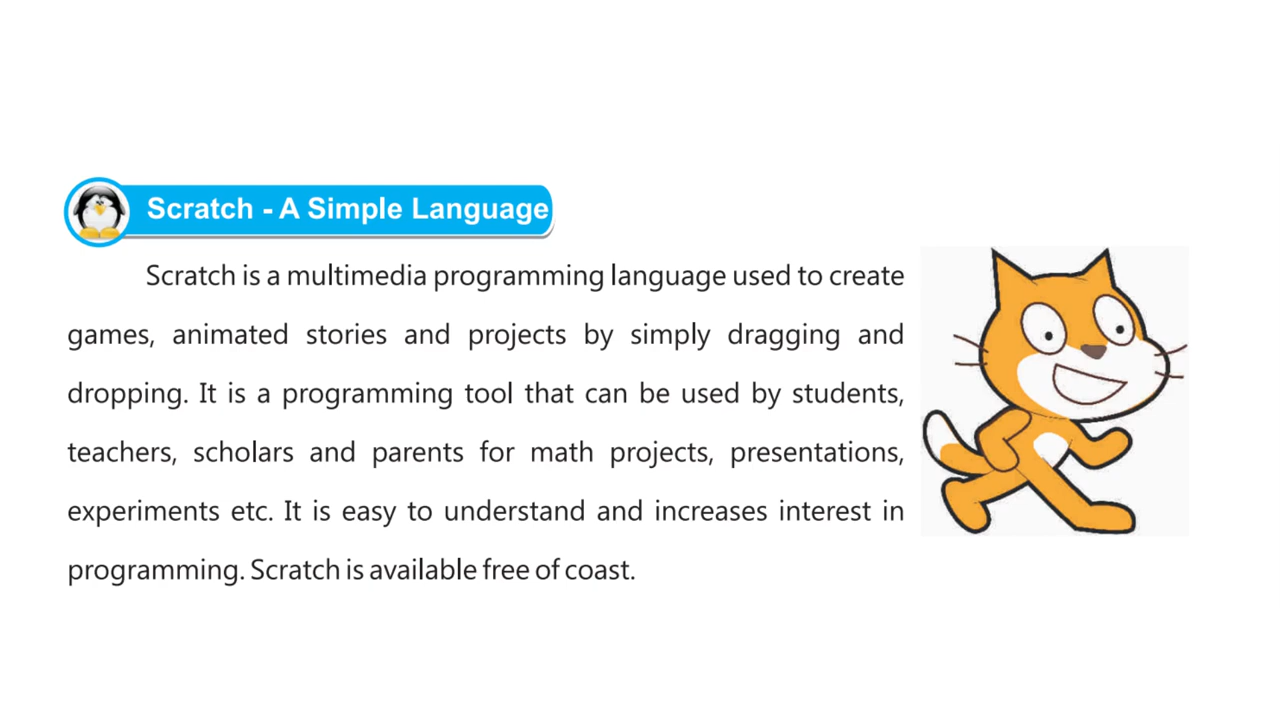 Scratch - A Simple Language
Scratch is a multimedia programming language used to create
games, animated stories and projects by simply dragging and
dropping. It is a programming tool that can be used by students,
teachers, scholars and parents for math projects, presentations,
experiments etc. It is easy to understand and increases interest in
programming. Scratch is available free of coast.